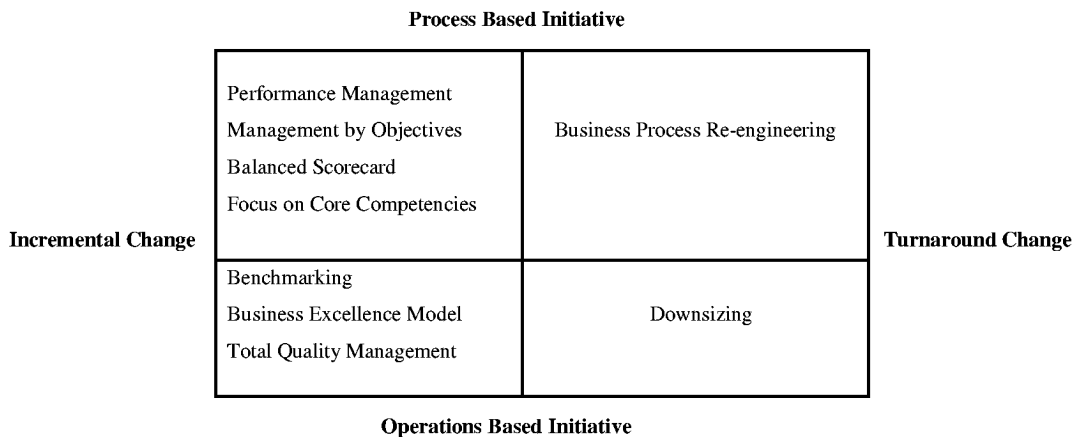 Process Based Initiative
Performance Management
Management by Objectives
Balanced Scorecard
Focus on Core Competencies
Business Process Re-engineering
Incremental Change
Turnaround Change
Benchmarking
Business Excellence Model
Total Quality Management
Downsizing
Operations Based Initiative